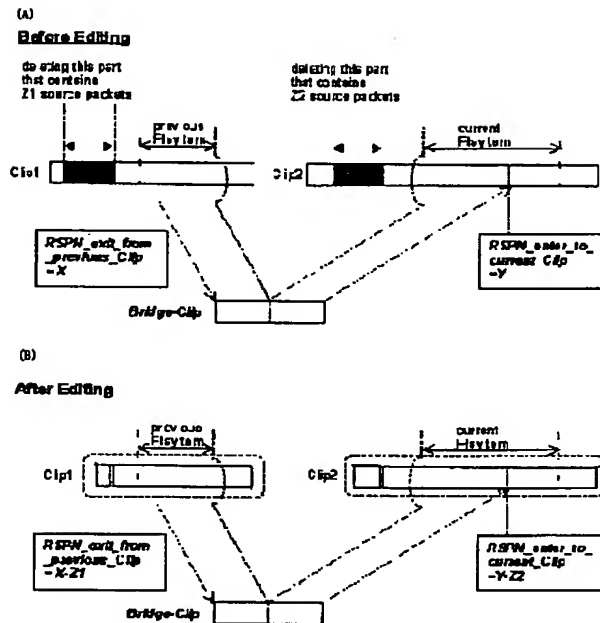 (A)
Before Editing
deleting this part
that contains
Z1 source packets
deleting this part
that contains
Z2 source packets
previous
PlayItem
current
PlayItem
Clip1
Clip2
RSPN_exit_from
_previous_Clip
=X
RSPN_enter_to_
current_Clip
=Y
Bridge-Clip
(B)
After Editing
previous
PlayItem
current
PlayItem
Clip1
Clip2
RSPN_exit_from
_previous_Clip
=X-Z1
RSPN_enter_to_
current_Clip
=Y-Z2
Bridge-Clip